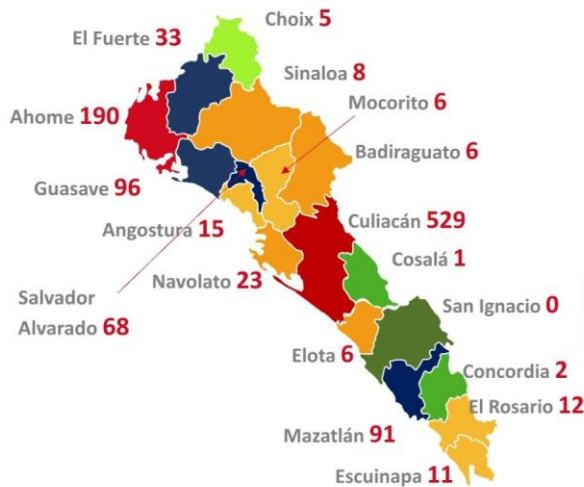 Choix 5
El Fuerte 33
Sinaloa 8
Mocorito 6
Ahome 190
Badiraguato 6
Guasave 96
Culiacán 529
Angostura 15
Cosalá 1
Navolato 23
Salvador
Alvarado 68
San Ignacio 0
Elota 6
Concordia 2
El Rosario 12
Mazatlán 91
Escuinapa 11